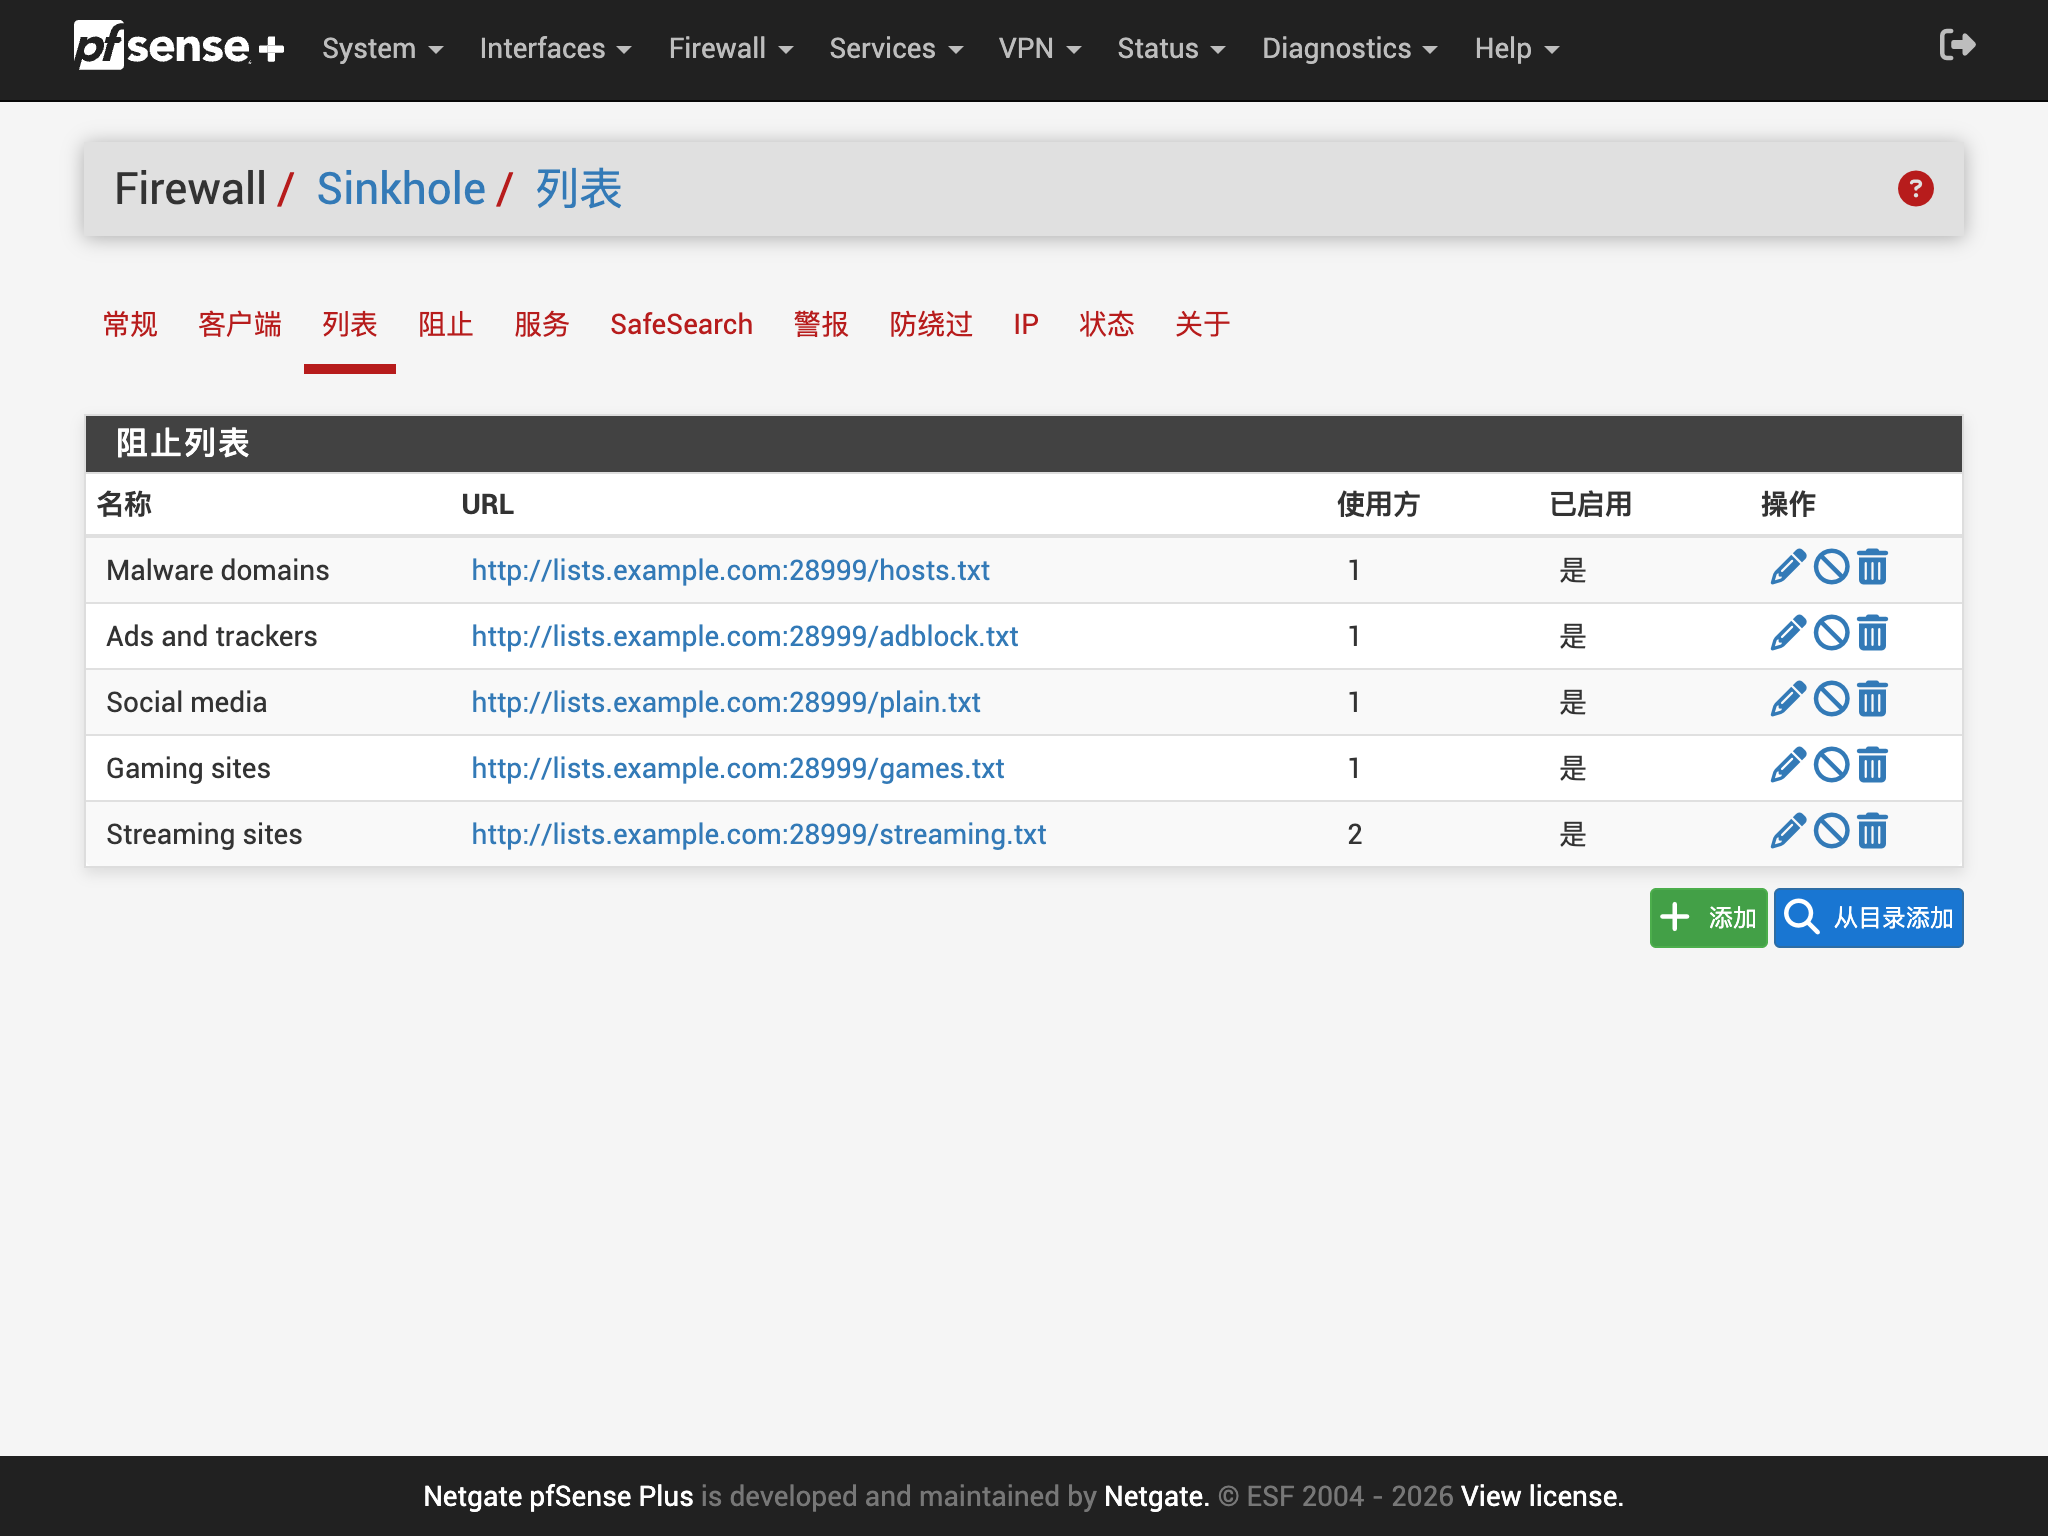 pfsense+ System Interfaces Firewall Services VPN Status Diagnostics Help
Firewall / Sinkhole / 列表
常规 客户端 列表 阻止 服务 SafeSearch 警报 防绕过 IP 状态 关于
阻止列表
名称 URL 使用方 已启用 操作
Malware domains http://lists.example.com:28999/hosts.txt 1 是
Ads and trackers http://lists.example.com:28999/adblock.txt 1 是
Social media http://lists.example.com:28999/plain.txt 1 是
Gaming sites http://lists.example.com:28999/games.txt 1 是
Streaming sites http://lists.example.com:28999/streaming.txt 2 是
添加 从目录添加
Netgate pfSense Plus is developed and maintained by Netgate. © ESF 2004 - 2026 View license.